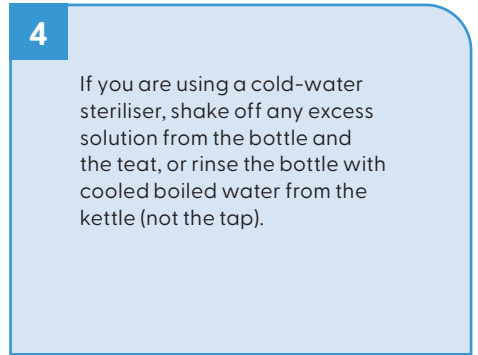 4
If you are using a cold-water
steriliser, shake off any excess
solution from the bottle and
the teat, or rinse the bottle with
cooled boiled water from the
kettle (not the tap).